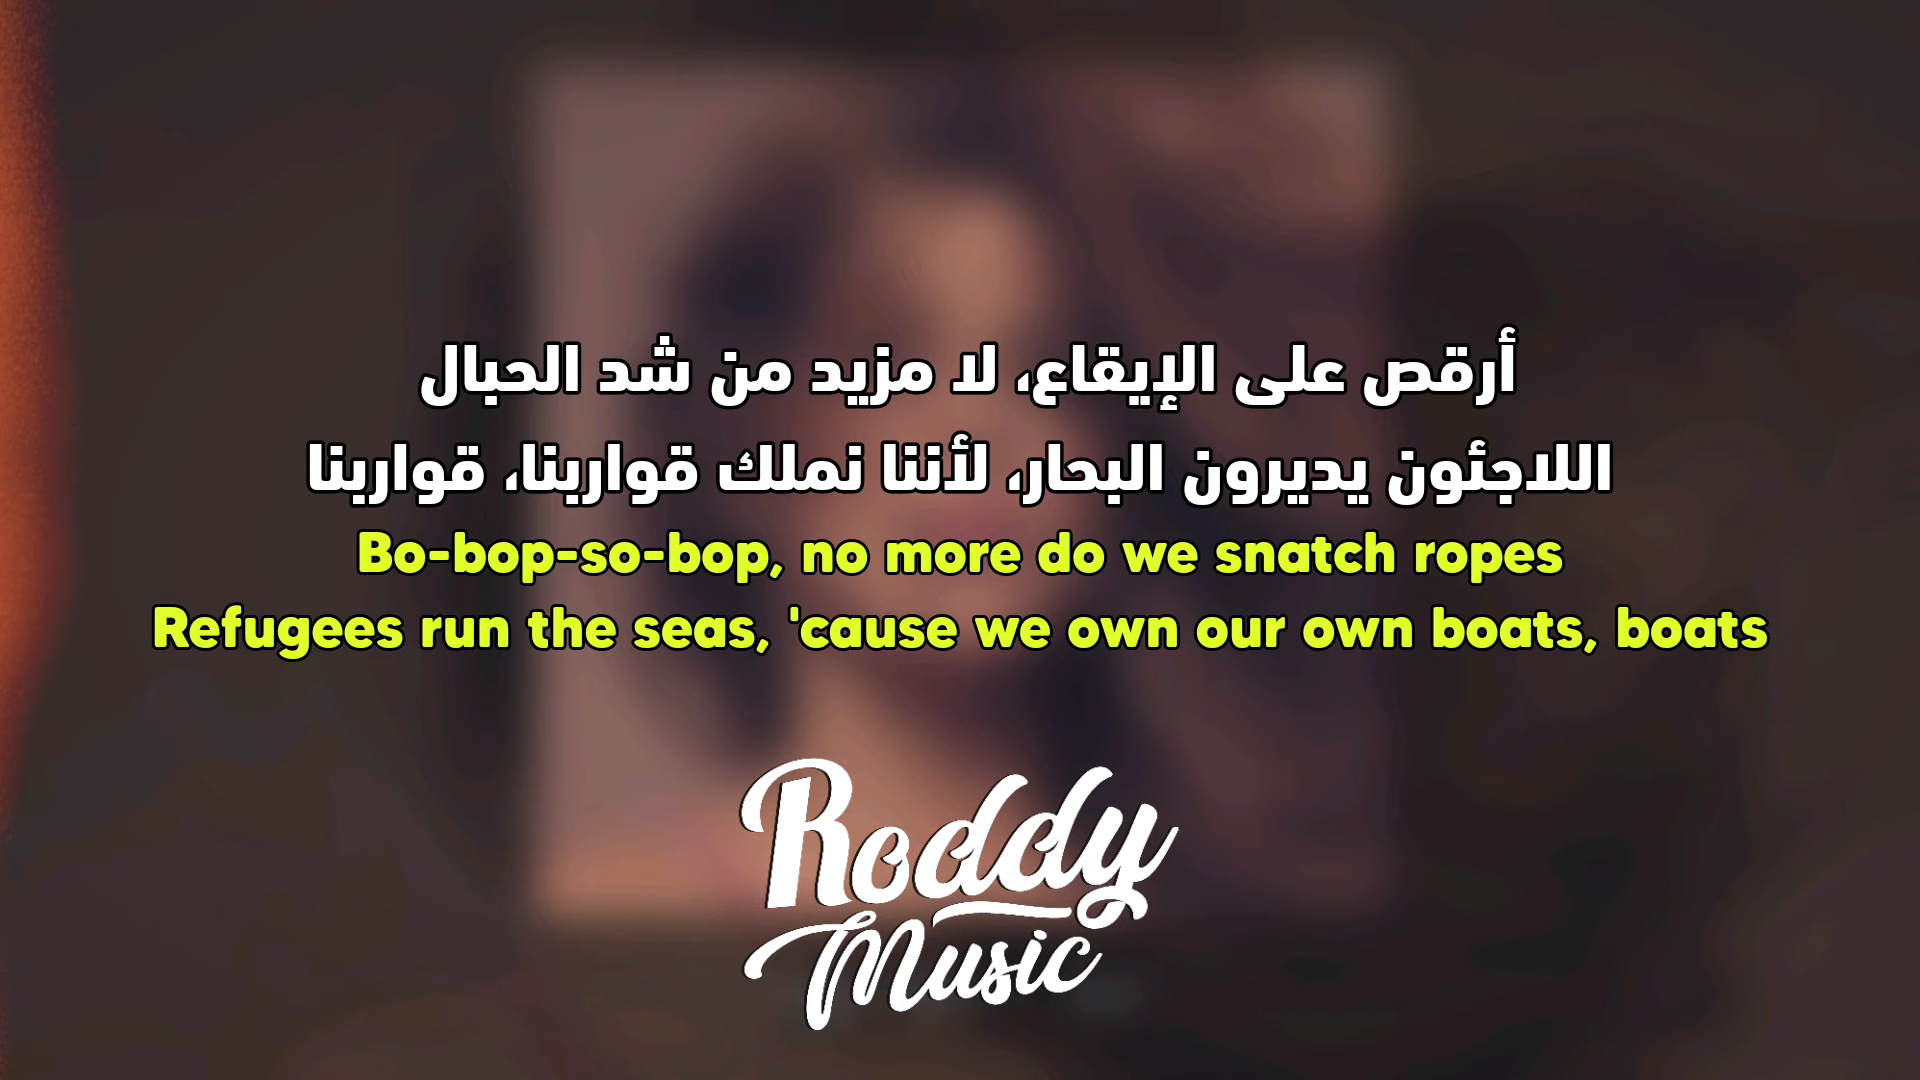 أرقص على الإيقاع، لا مزيد من شد الحبال
اللاجئون يديرون البحار، لأننا نملك قواربنا، قواربنا
Bo-bop-so-bop, no more do we snatch ropes
Refugees run the seas, 'cause we own our own boats, boats
Roddy
Music